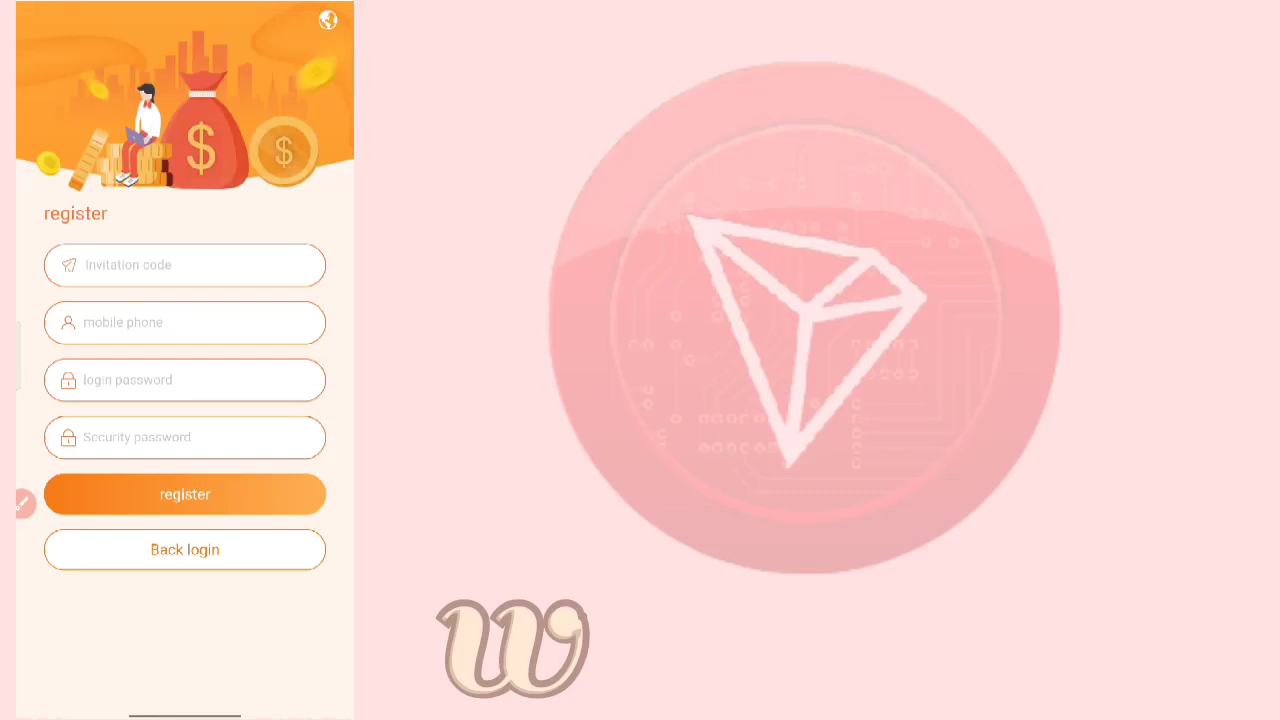 register
Invitation code
mobile phone
login password
Security password
register
Back login
w
$
$